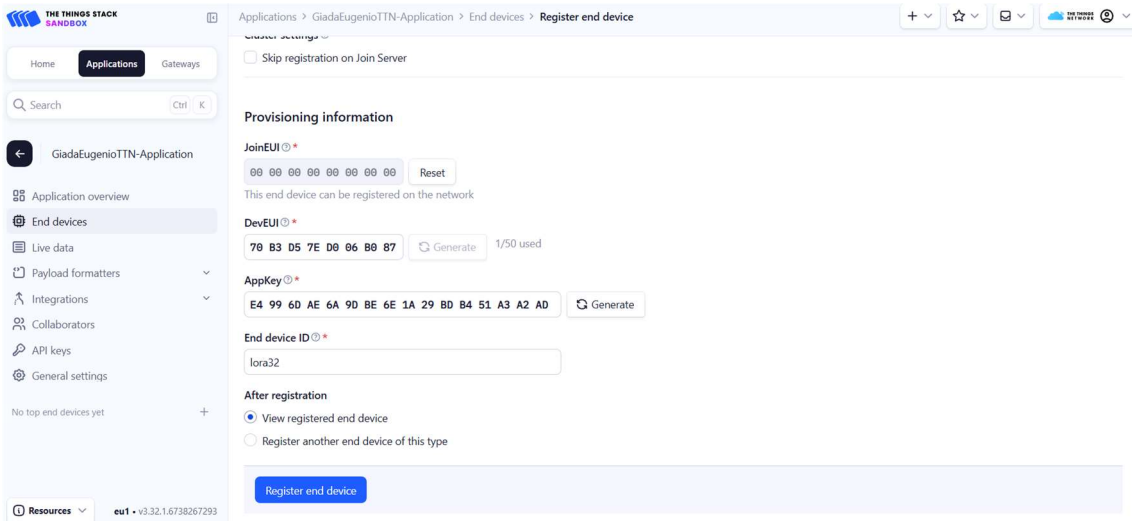 THE THINGS STACK
SANDBOX
Applications > GiadaEugenioTTN-Application > End devices > Register end device
THE THINGS
NETWORK
Home Applications Gateways
Search Ctrl K
GiadaEugenioTTN-Application
Application overview
End devices
Live data
Payload formatters
Integrations
Collaborators
API keys
General settings
No top end devices yet
Resources
eu1 • v3.32.1.6738267293
Cluster settings
Skip registration on Join Server
Provisioning information
JoinEUI *
00 00 00 00 00 00 00 00 Reset
This end device can be registered on the network
DevEUI *
70 B3 D5 7E D0 06 B0 87 Generate 1/50 used
AppKey *
E4 99 6D AE 6A 9D BE 6E 1A 29 BD B4 51 A3 A2 AD Generate
End device ID *
lora32
After registration
View registered end device
Register another end device of this type
Register end device